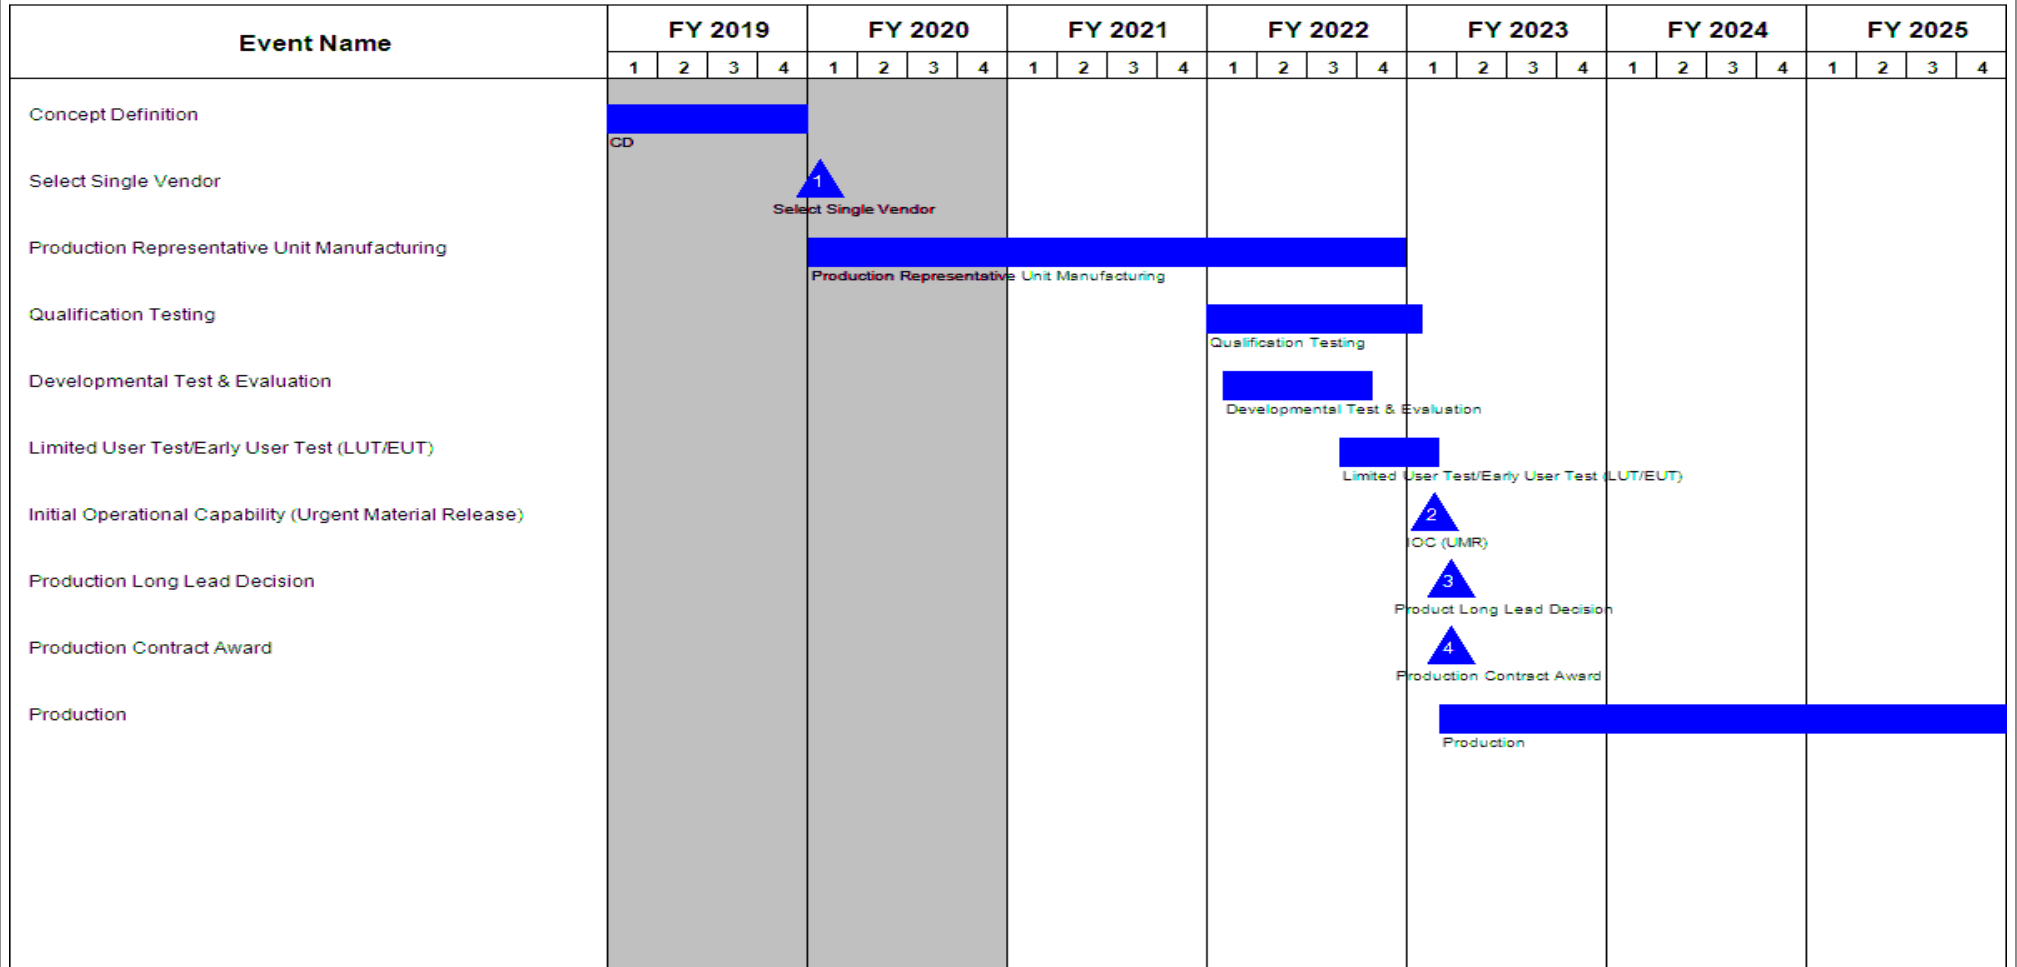 Event Name FY 2019 FY 2020 FY 2021 FY 2022 FY 2023 FY 2024 FY 2025
1 2 3 4 1 2 3 4 1 2 3 4 1 2 3 4 1 2 3 4 1 2 3 4 1 2 3 4
Concept Definition
CD
Select Single Vendor 1
Select Single Vendor
Production Representative Unit Manufacturing
Production Representative Unit Manufacturing
Qualification Testing
Qualification Testing
Developmental Test & Evaluation
Developmental Test & Evaluation
Limited User Test/Early User Test (LUT/EUT)
Limited User Test/Early User Test (LUT/EUT)
Initial Operational Capability (Urgent Material Release) 2
IOC (UMR)
Production Long Lead Decision 3
Product Long Lead Decision
Production Contract Award 4
Production Contract Award
Production
Production